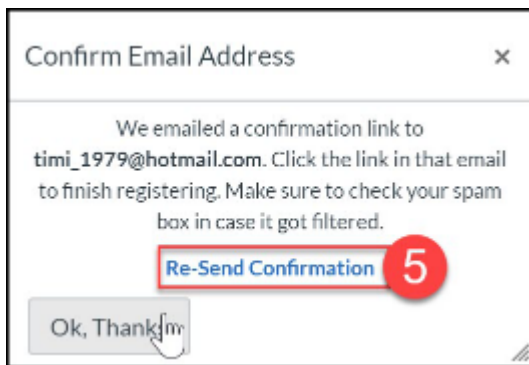 Confirm Email Address ×
We emailed a confirmation link to
timi_1979@hotmail.com. Click the link in that email
to finish registering. Make sure to check your spam
box in case it got filtered.
Re-Send Confirmation 5
Ok, Thanks